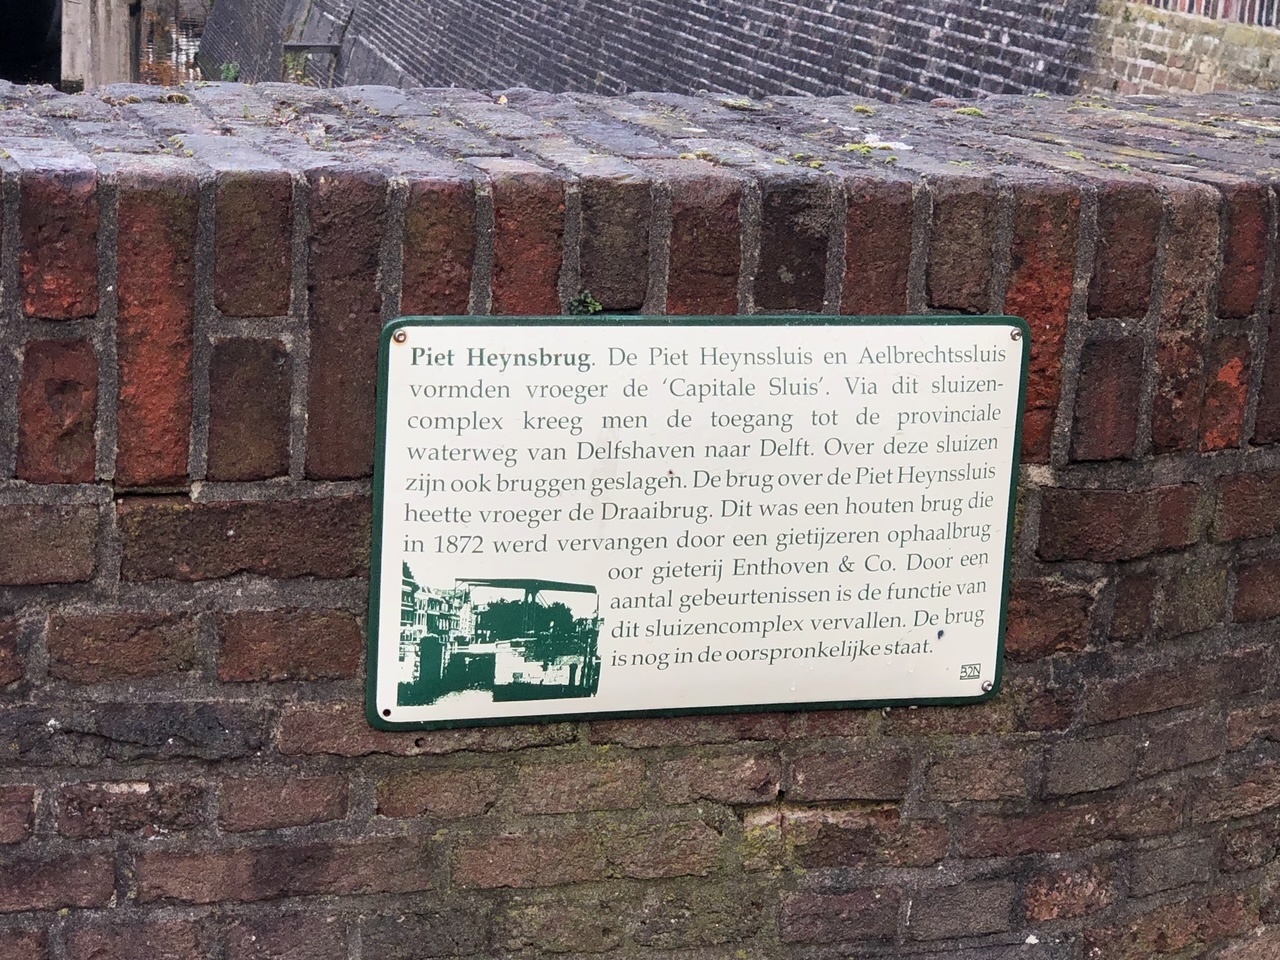 Piet Heynsbrug. De Piet Heynssluis en Aelbrechtssluis
vormden vroeger de ‘Capitale Sluis’. Via dit sluizen-
complex kreeg men de toegang tot de provinciale
waterweg van Delfshaven naar Delft. Over deze sluizen
zijn ook bruggen geslagen. De brug over de Piet Heynssluis
heette vroeger de Draaibrug. Dit was een houten brug die
in 1872 werd vervangen door een gietijzeren ophaalbrug
oor gieterij Enthoven & Co. Door een
aantal gebeurtenissen is de functie van
dit sluizencomplex vervallen. De brug
is nog in de oorspronkelijke staat.